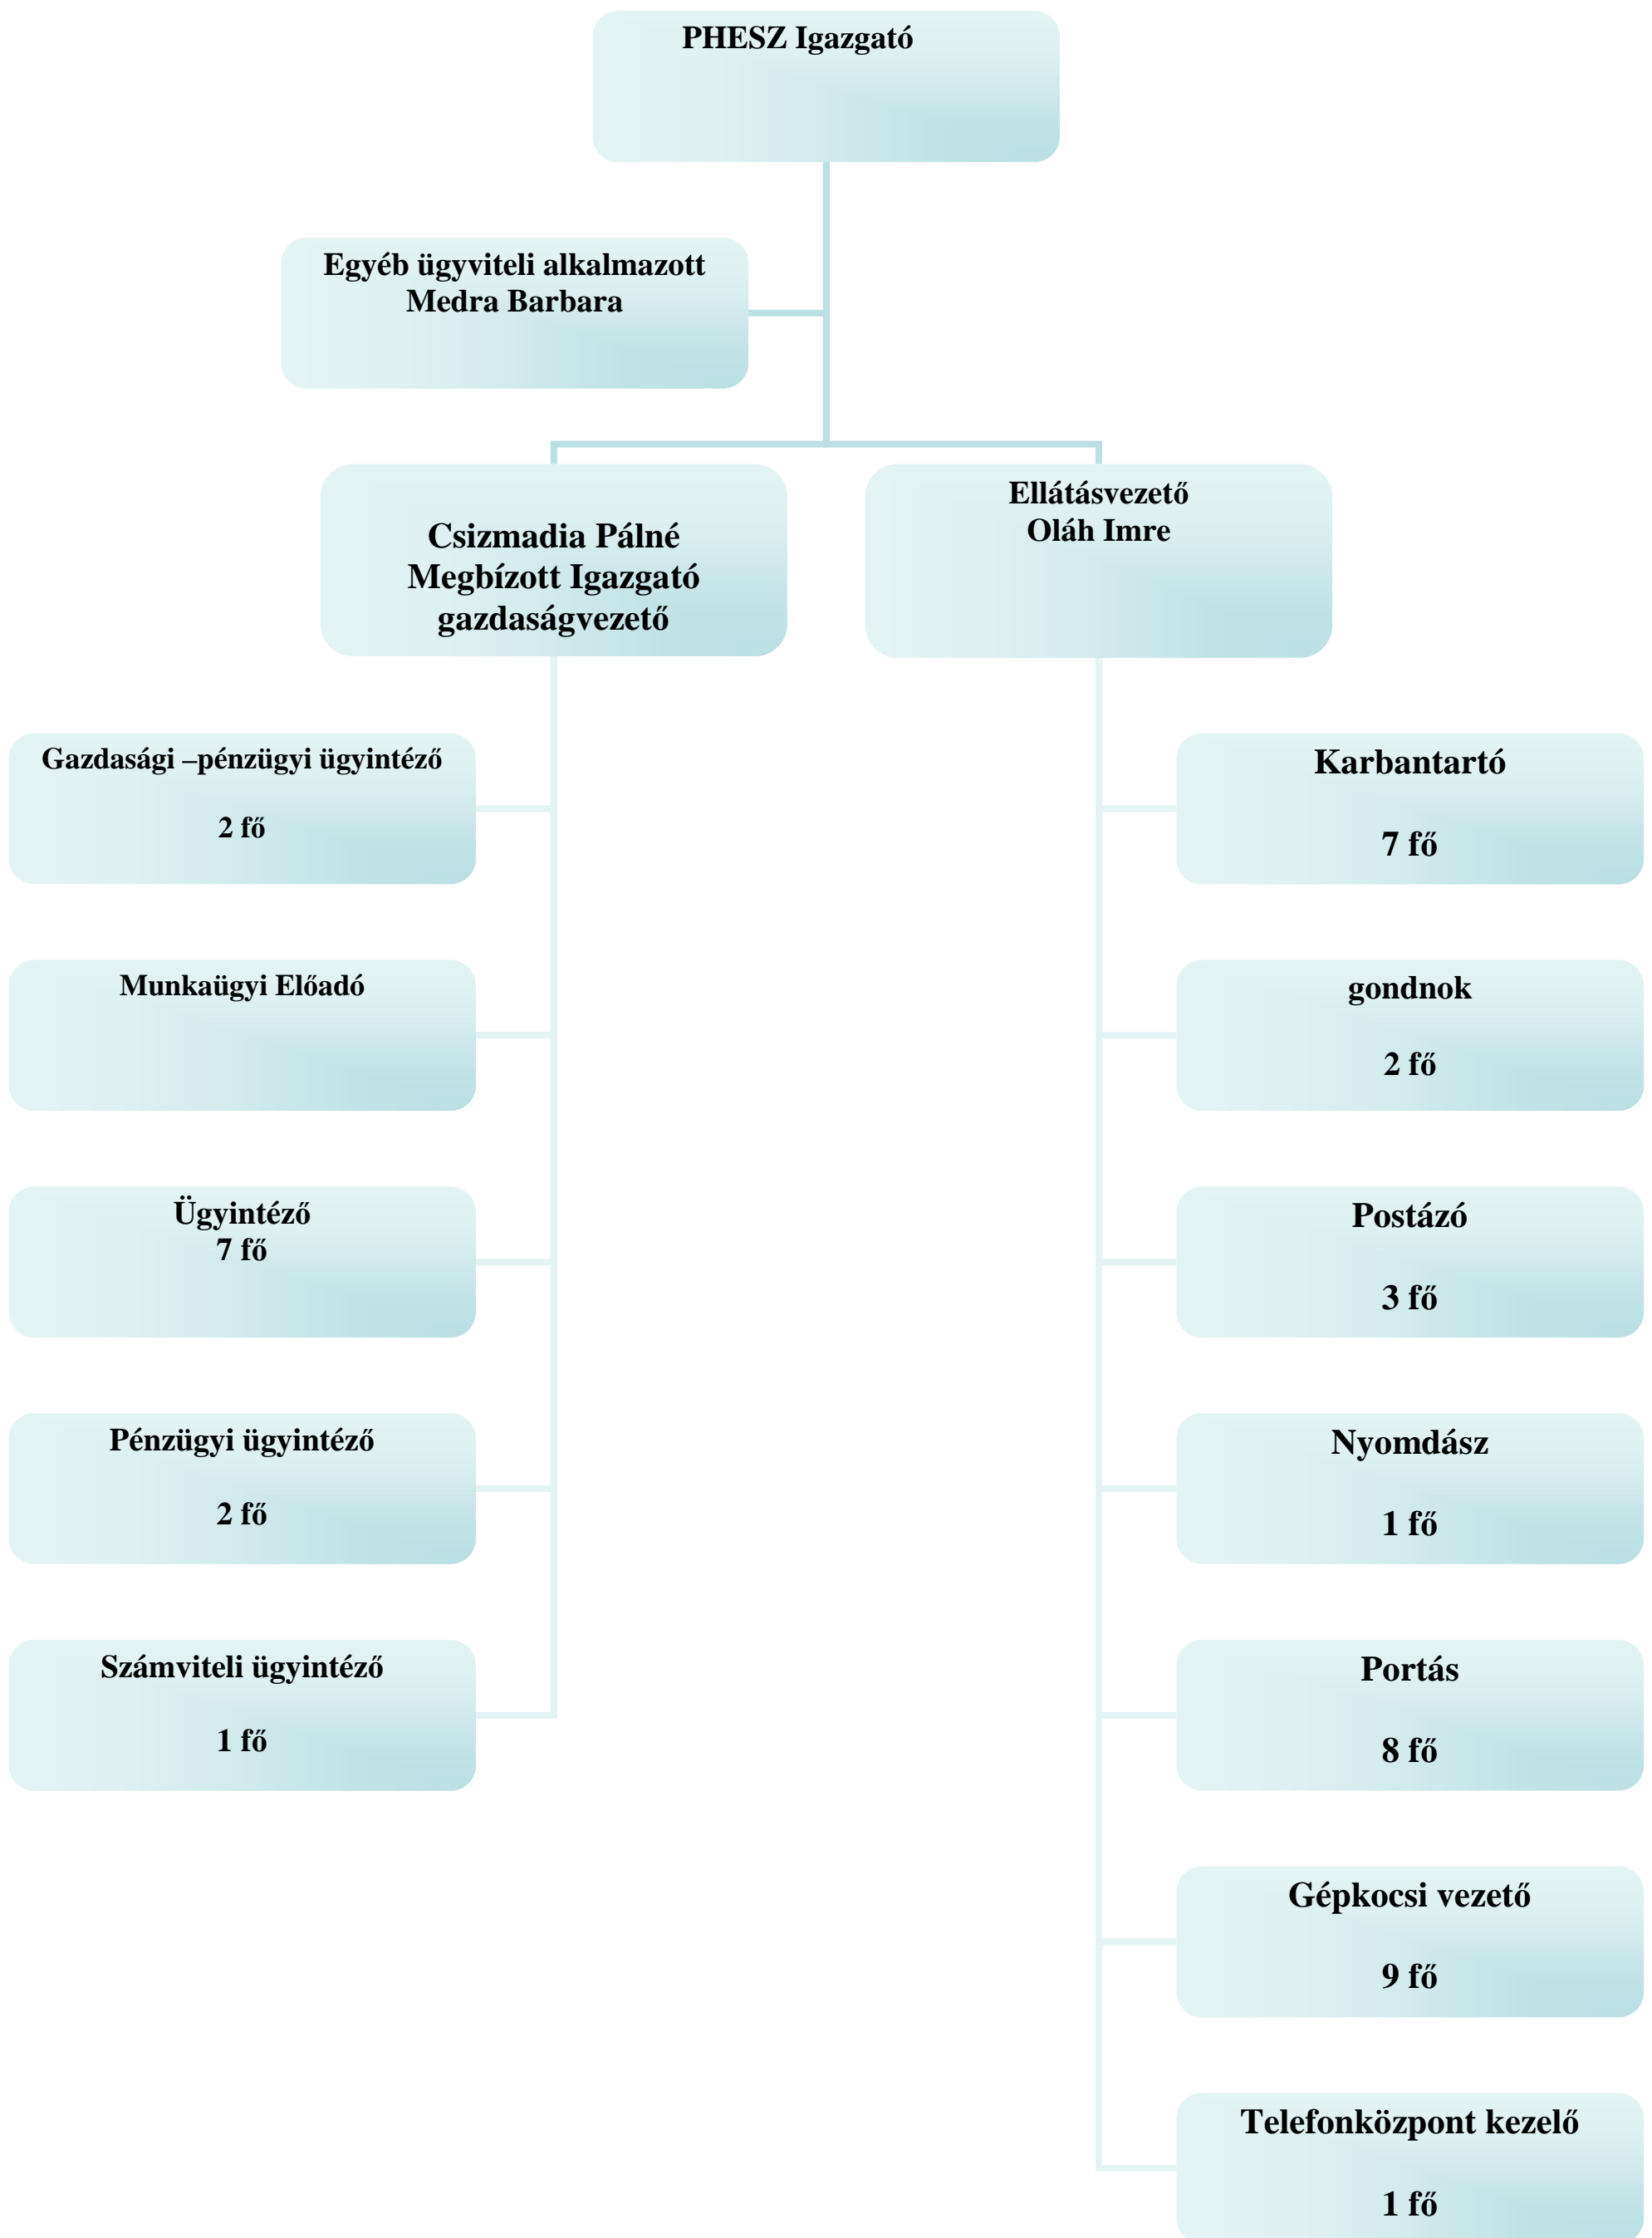 PHESZ Igazgató
Egyéb ügyviteli alkalmazott
Medra Barbara
Csizmadia Pálné
Megbízott Igazgató
gazdaságvezető
Ellátásvezető
Oláh Imre
Gazdasági –pénzügyi ügyintéző
2 fő
Munkaügyi Előadó
Ügyintéző
7 fő
Pénzügyi ügyintéző
2 fő
Számviteli ügyintéző
1 fő
Karbantartó
7 fő
gondnok
2 fő
Postázó
3 fő
Nyomdász
1 fő
Portás
8 fő
Gépkocsi vezető
9 fő
Telefonközpont kezelő
1 fő